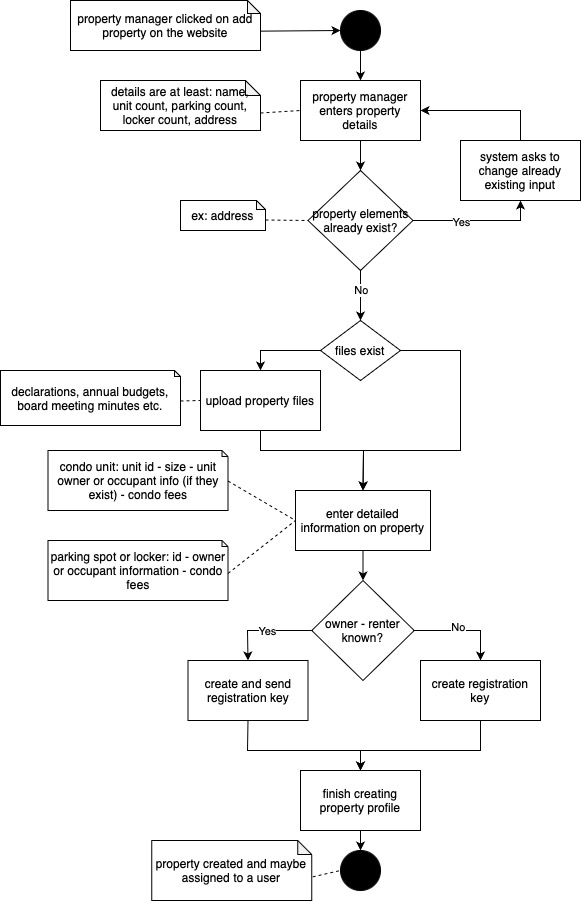 property manager clicked on add
property on the website
details are at least: name,
unit count, parking count,
locker count, address
property manager
enters property
details
system asks to
change already
existing input
ex: address
property elements
already exist?
Yes
No
files exist
declarations, annual budgets,
board meeting minutes etc.
upload property files
condo unit: unit id - size - unit
owner or occupant info (if they
exist) - condo fees
enter detailed
information on property
parking spot or locker: id - owner
or occupant information - condo
fees
owner - renter
known?
Yes
No
create and send
registration key
create registration
key
finish creating
property profile
property created and maybe
assigned to a user